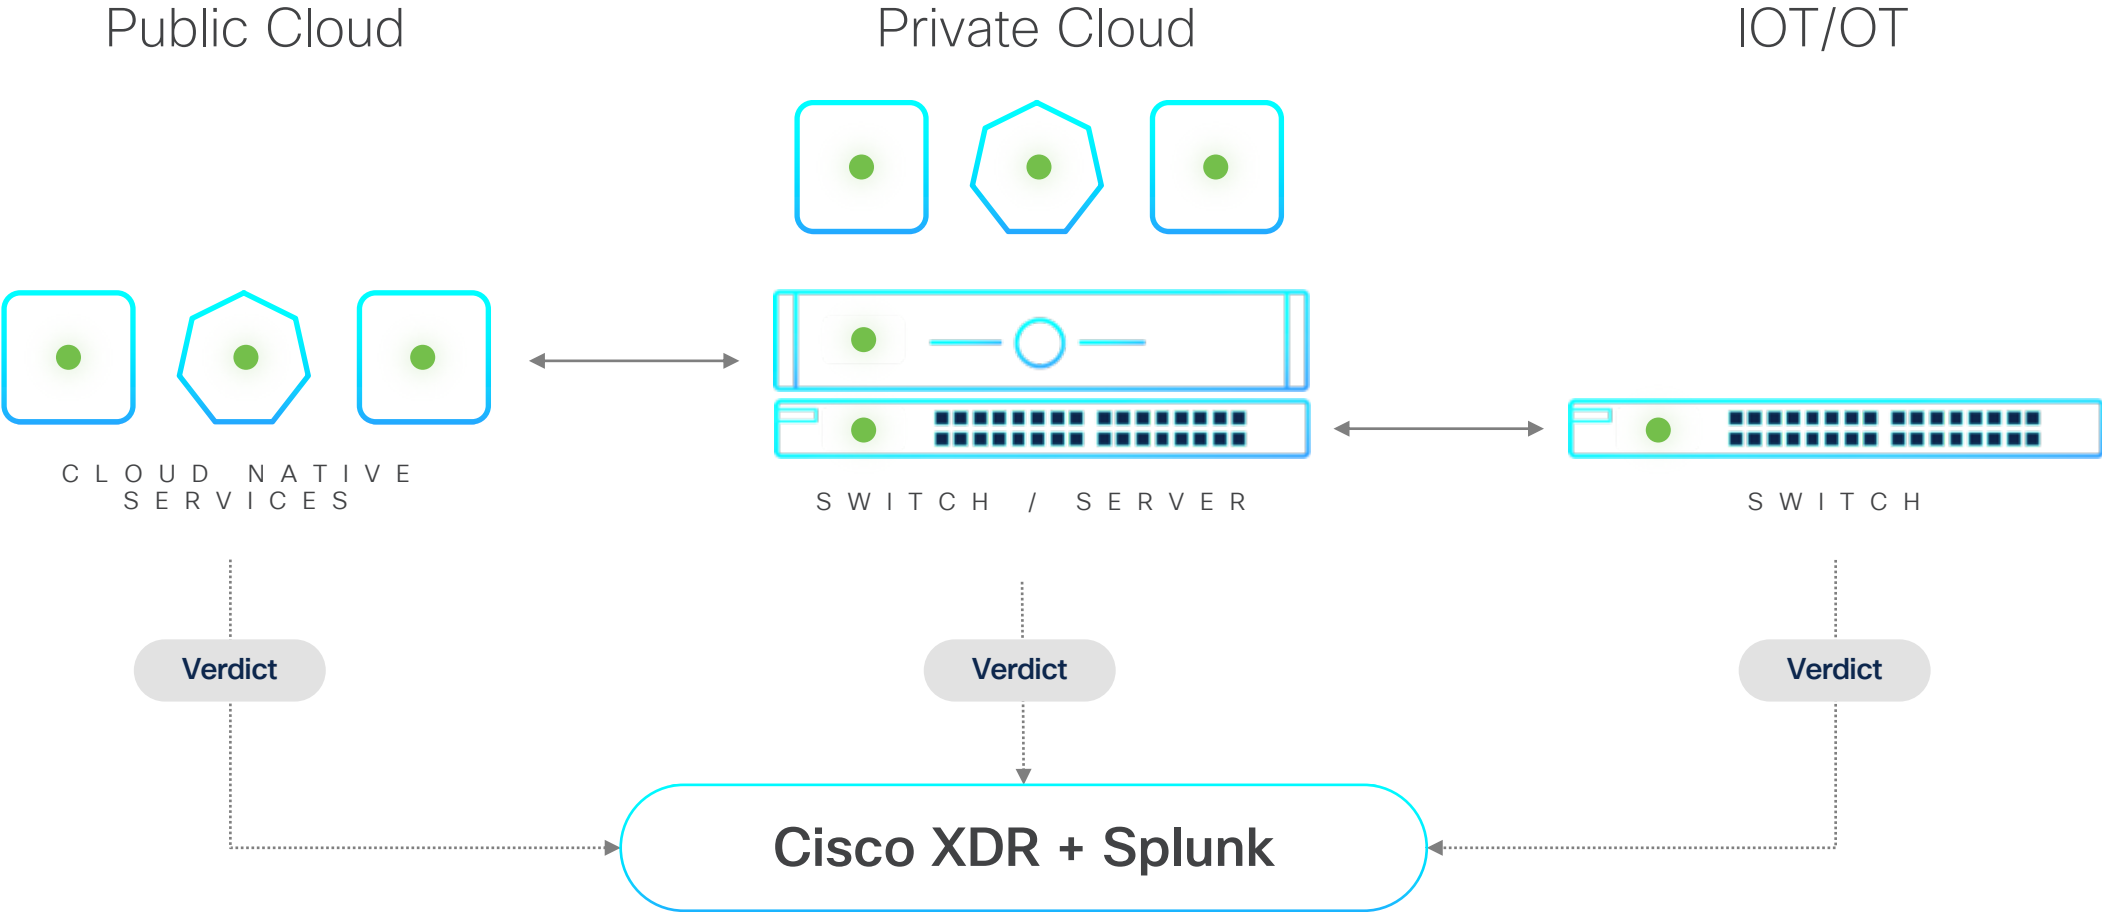 Public Cloud
Private Cloud
IOT/OT
CLOUD NATIVE
SERVICES
SWITCH / SERVER
SWITCH
Verdict
Verdict
Verdict
Cisco XDR + Splunk